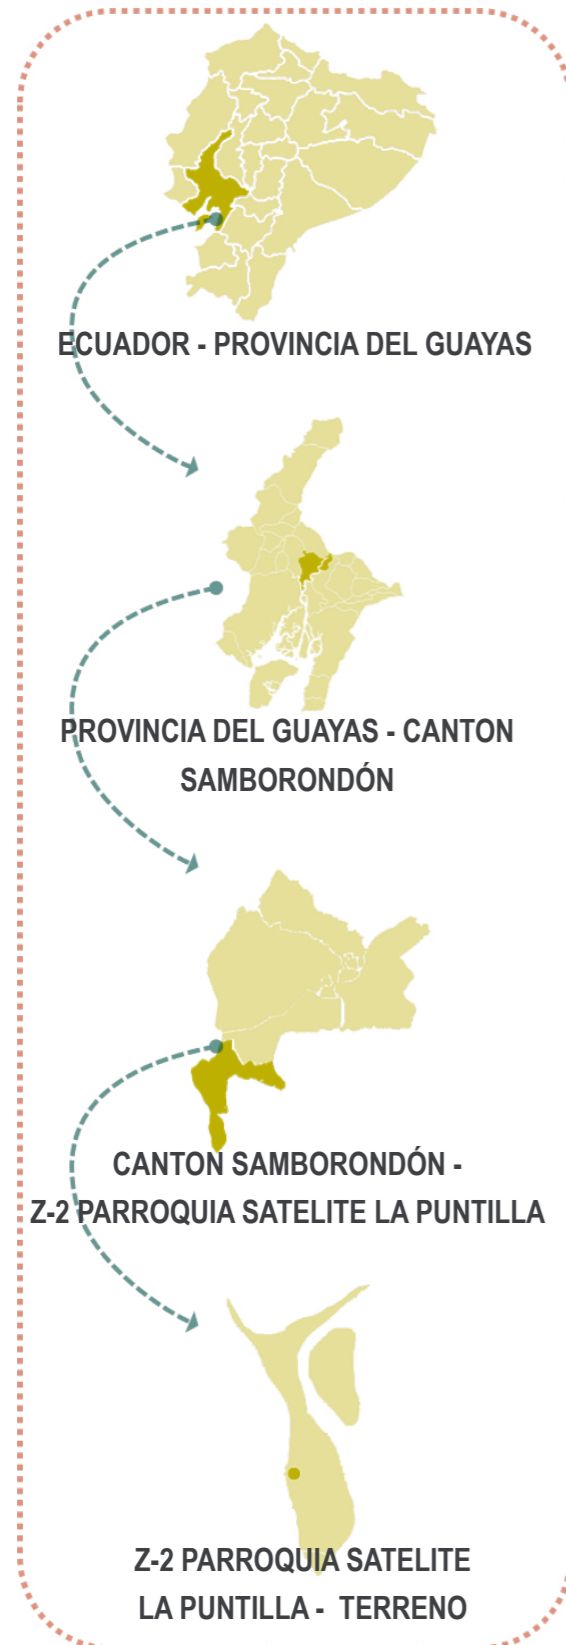 ECUADOR - PROVINCIA DEL GUAYAS
PROVINCIA DEL GUAYAS - CANTON
SAMBORONDÓN
CANTON SAMBORONDÓN -
Z-2 PARROQUIA SATELITE LA PUNTILLA
Z-2 PARROQUIA SATELITE
LA PUNTILLA - TERRENO